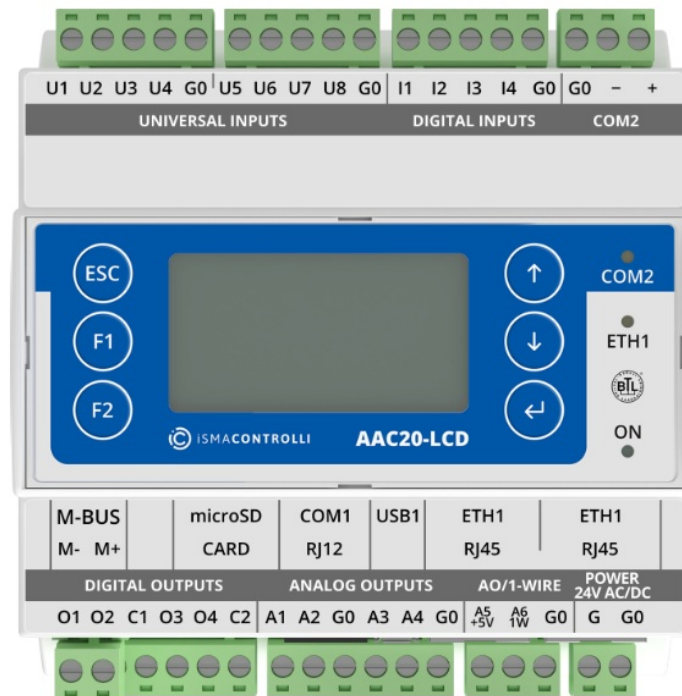 U1 U2 U3 U4 G0 U5 U6 U7 U8 G0 I1 I2 I3 I4 G0 G0 − +
UNIVERSAL INPUTS DIGITAL INPUTS COM2
ESC
F1
F2
↑
↓
↵
COM2
ETH1
BTL
ON
iSMACONTROLLI AAC20-LCD
M-BUS microSD COM1 USB1 ETH1 ETH1
M- M+ CARD RJ12 RJ45 RJ45
DIGITAL OUTPUTS ANALOG OUTPUTS AO/1-WIRE POWER
24V AC/DC
O1 O2 C1 O3 O4 C2 A1 A2 G0 A3 A4 G0 A5 A6 G0 G G0
+5V 1W